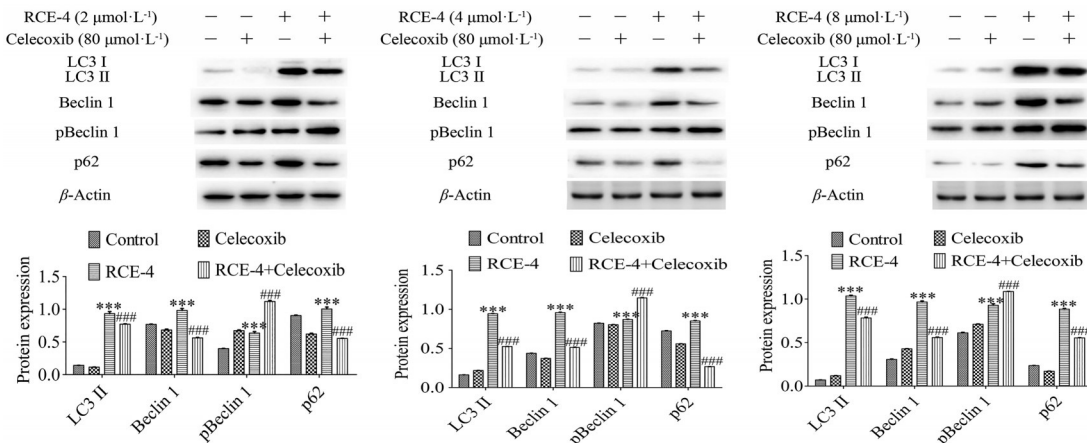 RCE-4 (2 μmol·L⁻¹) − − + +
Celecoxib (80 μmol·L⁻¹) − + − +
LC3 I
LC3 II
Beclin 1
pBeclin 1
p62
β-Actin
Control Celecoxib
RCE-4 RCE-4+Celecoxib
Protein expression
1.5
1.0
0.5
0.0
*** ### *** ### *** ### *** ###
LC3 II Beclin 1 pBeclin 1 p62
RCE-4 (4 μmol·L⁻¹) − − + +
Celecoxib (80 μmol·L⁻¹) − + − +
LC3 I
LC3 II
Beclin 1
pBeclin 1
p62
β-Actin
Control Celecoxib
RCE-4 RCE-4+Celecoxib
Protein expression
1.5
1.0
0.5
0.0
*** ### *** ### *** ### *** ###
LC3 II Beclin 1 pBeclin 1 p62
RCE-4 (8 μmol·L⁻¹) − − + +
Celecoxib (80 μmol·L⁻¹) − + − +
LC3 I
LC3 II
Beclin 1
pBeclin 1
p62
β-Actin
Control Celecoxib
RCE-4 RCE-4+Celecoxib
Protein expression
1.5
1.0
0.5
0.0
*** ### *** ### *** ### *** ###
LC3 II Beclin 1 pBeclin 1 p62